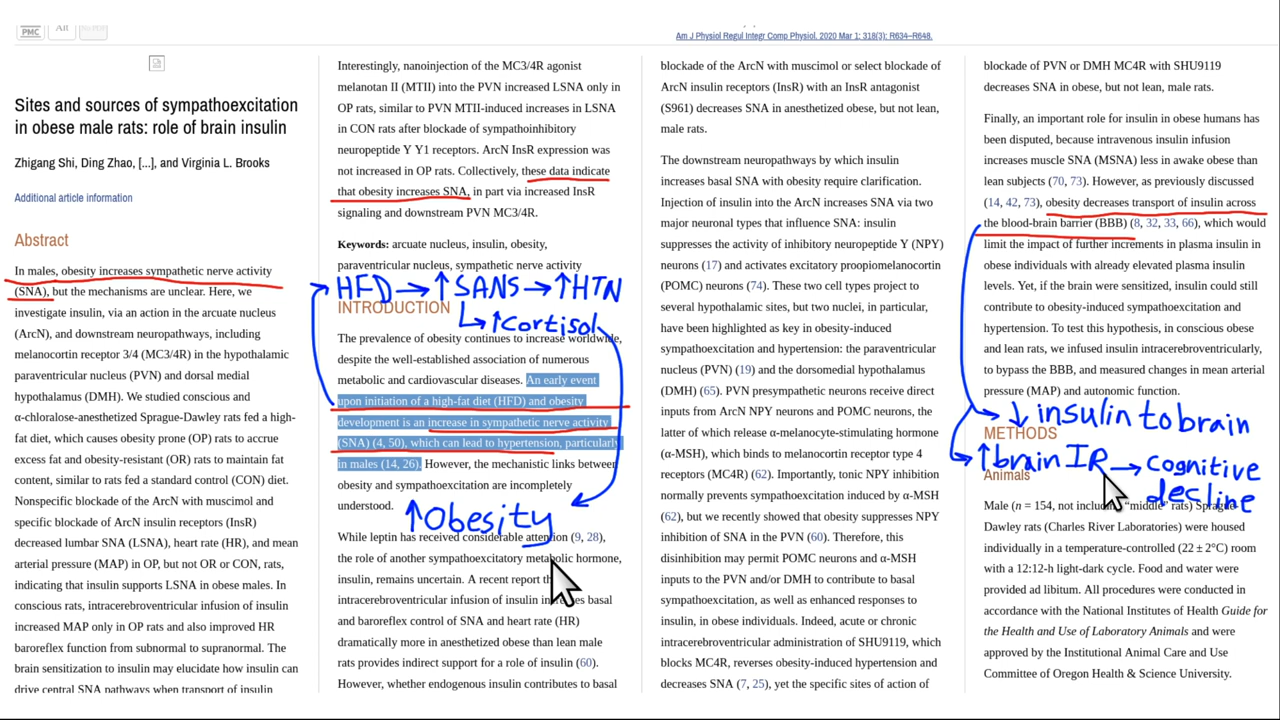 PMC
Alt
Am J Physiol Regul Integr Comp Physiol. 2020 Mar 1; 318(3): R634–R648.
Sites and sources of sympathoexcitation
in obese male rats: role of brain insulin
Zhigang Shi, Ding Zhao, [...], and Virginia L. Brooks
Additional article information
Abstract
In males, obesity increases sympathetic nerve activity
(SNA), but the mechanisms are unclear. Here, we
investigate insulin, via an action in the arcuate nucleus
(ArcN), and downstream neuropathways, including
melanocortin receptor 3/4 (MC3/4R) in the hypothalamic
paraventricular nucleus (PVN) and dorsal medial
hypothalamus (DMH). We studied conscious and
α-chloralose-anesthetized Sprague-Dawley rats fed a high-
fat diet, which causes obesity prone (OP) rats to accrue
excess fat and obesity-resistant (OR) rats to maintain fat
content, similar to rats fed a standard control (CON) diet.
Nonspecific blockade of the ArcN with muscimol and
specific blockade of ArcN insulin receptors (InsR)
decreased lumbar SNA (LSNA), heart rate (HR), and mean
arterial pressure (MAP) in OP, but not OR or CON, rats,
indicating that insulin supports LSNA in obese males. In
conscious rats, intracerebroventricular infusion of insulin
increased MAP only in OP rats and also improved HR
baroreflex function from subnormal to supranormal. The
brain sensitization to insulin may elucidate how insulin can
drive central SNA pathways when transport of insulin
Interestingly, nanoinjection of the MC3/4R agonist
melanotan II (MTII) into the PVN increased LSNA only in
OP rats, similar to PVN MTII-induced increases in LSNA
in CON rats after blockade of sympathoinhibitory
neuropeptide Y Y1 receptors. ArcN InsR expression was
not increased in OP rats. Collectively, these data indicate
that obesity increases SNA, in part via increased InsR
signaling and downstream PVN MC3/4R.
Keywords: arcuate nucleus, insulin, obesity,
paraventricular nucleus, sympathetic nerve activity
HFD → ↑ SANS → ↑HTN
INTRODUCTION
↳ ↑cortisol
The prevalence of obesity continues to increase worldwide,
despite the well-established association of numerous
metabolic and cardiovascular diseases. An early event
upon initiation of a high-fat diet (HFD) and obesity
development is an increase in sympathetic nerve activity
(SNA) (4, 50), which can lead to hypertension, particularly
in males (14, 26). However, the mechanistic links between
obesity and sympathoexcitation are incompletely
understood.
↑Obesity
While leptin has received considerable attention (9, 28),
the role of another sympathoexcitatory metabolic hormone,
insulin, remains uncertain. A recent report
intracerebroventricular infusion of insulin increases basal
and baroreflex control of SNA and heart rate (HR)
dramatically more in anesthetized obese than lean male
rats provides indirect support for a role of insulin (60).
However, whether endogenous insulin contributes to basal
blockade of the ArcN with muscimol or select blockade of
ArcN insulin receptors (InsR) with an InsR antagonist
(S961) decreases SNA in anesthetized obese, but not lean,
male rats.
The downstream neuropathways by which insulin
increases basal SNA with obesity require clarification.
Injection of insulin into the ArcN increases SNA via two
major neuronal types that influence SNA: insulin
suppresses the activity of inhibitory neuropeptide Y (NPY)
neurons (17) and activates excitatory proopiomelanocortin
(POMC) neurons (74). These two cell types project to
several hypothalamic sites, but two nuclei, in particular,
have been highlighted as key in obesity-induced
sympathoexcitation and hypertension: the paraventricular
nucleus (PVN) (19) and the dorsomedial hypothalamus
(DMH) (65). PVN presympathetic neurons receive direct
inputs from ArcN NPY neurons and POMC neurons, the
latter of which release α-melanocyte-stimulating hormone
(α-MSH), which binds to melanocortin receptor type 4
receptors (MC4R) (62). Importantly, tonic NPY inhibition
normally prevents sympathoexcitation induced by α-MSH
(62), but we recently showed that obesity suppresses NPY
inhibition of SNA in the PVN (60). Therefore, this
disinhibition may permit POMC neurons and α-MSH
inputs to the PVN and/or DMH to contribute to basal
sympathoexcitation, as well as enhanced responses to
insulin, in obese individuals. Indeed, acute or chronic
intracerebroventricular administration of SHU9119, which
blocks MC4R, reverses obesity-induced hypertension and
decreases SNA (7, 25), yet the specific sites of action of
blockade of PVN or DMH MC4R with SHU9119
decreases SNA in obese, but not lean, male rats.
Finally, an important role for insulin in obese humans has
been disputed, because intravenous insulin infusion
increases muscle SNA (MSNA) less in awake obese than
lean subjects (70, 73). However, as previously discussed
(14, 42, 73), obesity decreases transport of insulin across
the blood-brain barrier (BBB) (8, 32, 33, 66), which would
limit the impact of further increments in plasma insulin in
obese individuals with already elevated plasma insulin
levels. Yet, if the brain were sensitized, insulin could still
contribute to obesity-induced sympathoexcitation and
hypertension. To test this hypothesis, in conscious obese
and lean rats, we infused insulin intracerebroventricularly,
to bypass the BBB, and measured changes in mean arterial
pressure (MAP) and autonomic function.
↓ insulin to brain
METHODS
↑brain IR → cognitive
decline
Animals
Male (n = 154, not including "middle" rats) Sprague-
Dawley rats (Charles River Laboratories) were housed
individually in a temperature-controlled (22 ± 2°C) room
with a 12:12-h light-dark cycle. Food and water were
provided ad libitum. All procedures were conducted in
accordance with the National Institutes of Health Guide for
the Health and Use of Laboratory Animals and were
approved by the Institutional Animal Care and Use
Committee of Oregon Health & Science University.